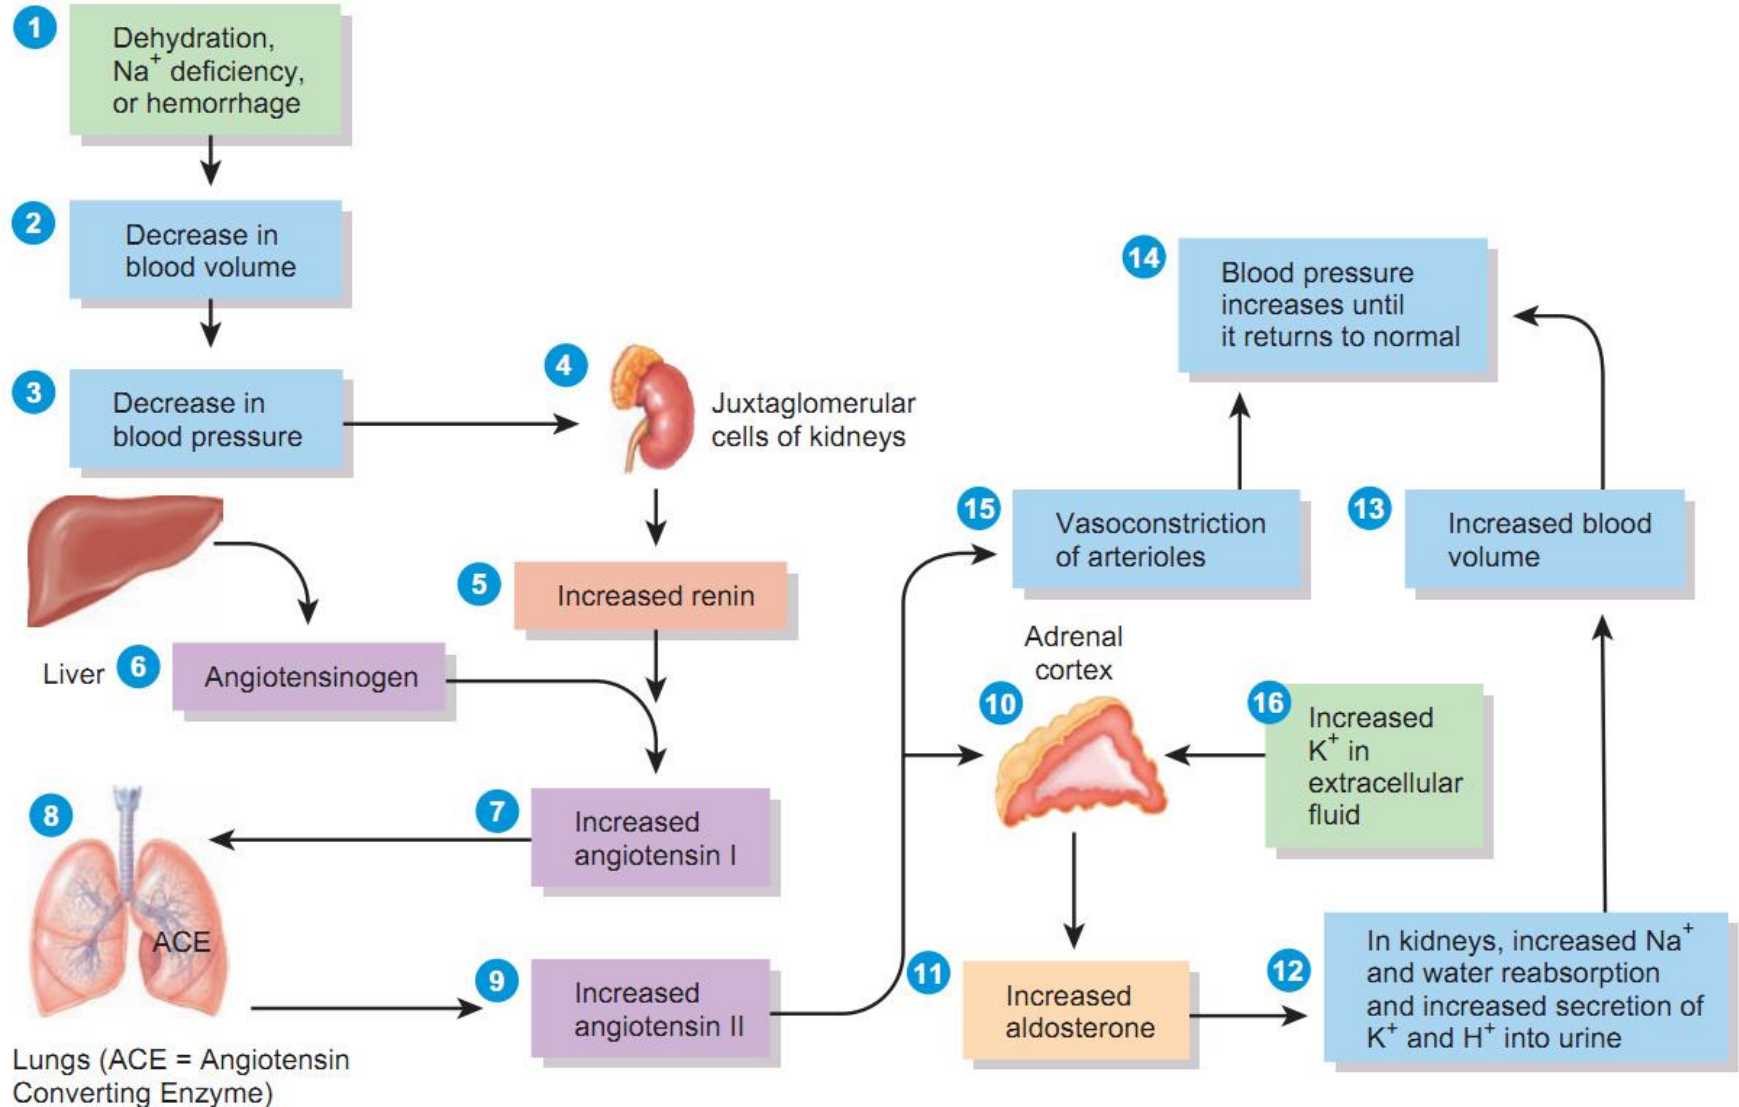 1
Dehydration,
Na⁺ deficiency,
or hemorrhage
2
Decrease in
blood volume
3
Decrease in
blood pressure
4
Juxtaglomerular
cells of kidneys
5
Increased renin
Liver
6
Angiotensinogen
7
Increased
angiotensin I
8
ACE
Lungs (ACE = Angiotensin
Converting Enzyme)
9
Increased
angiotensin II
Adrenal
cortex
10
11
Increased
aldosterone
12
In kidneys, increased Na⁺
and water reabsorption
and increased secretion of
K⁺ and H⁺ into urine
13
Increased blood
volume
14
Blood pressure
increases until
it returns to normal
15
Vasoconstriction
of arterioles
16
Increased
K⁺ in
extracellular
fluid